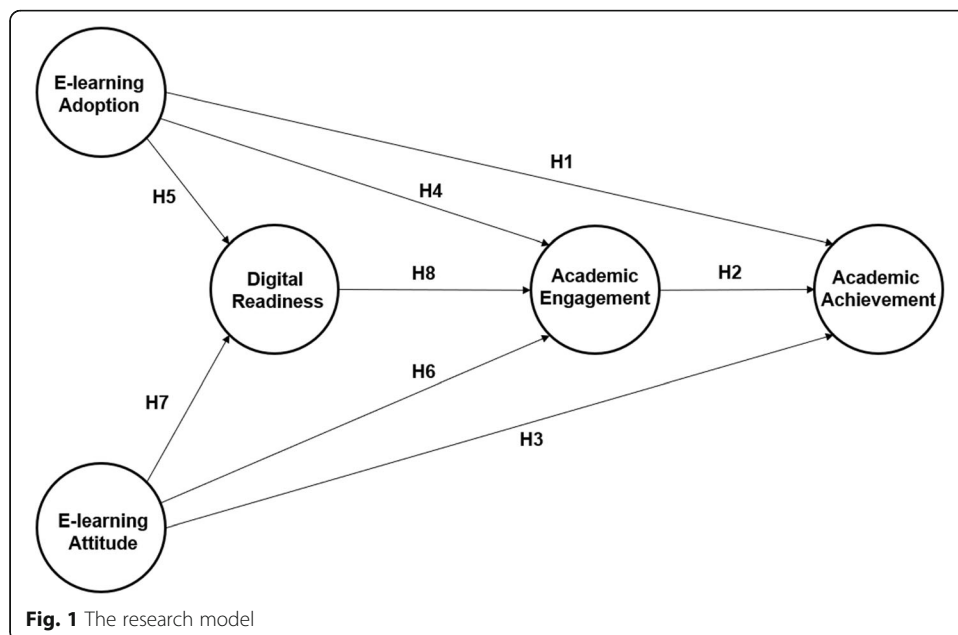 E-learning
Adoption
H1
H4
H5
Digital
Readiness
H8
Academic
Engagement
H2
Academic
Achievement
H6
H7
H3
E-learning
Attitude
Fig. 1 The research model